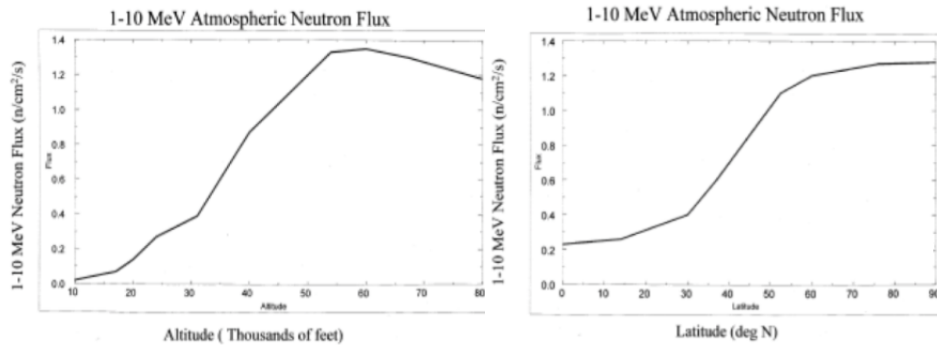 1-10 MeV Atmospheric Neutron Flux
1-10 MeV Neutron Flux (n/cm²/s)
Flux
1.4
1.2
1.0
0.8
0.6
0.4
0.2
0.0
10 20 30 40 50 60 70 80
Altitude
Altitude ( Thousands of feet)
1-10 MeV Atmospheric Neutron Flux
1-10 MeV Neutron Flux (n/cm²/s)
Flux
1.4
1.2
1.0
0.8
0.6
0.4
0.2
0.0
0 10 20 30 40 50 60 70 80 90
Latitude
Latitude (deg N)